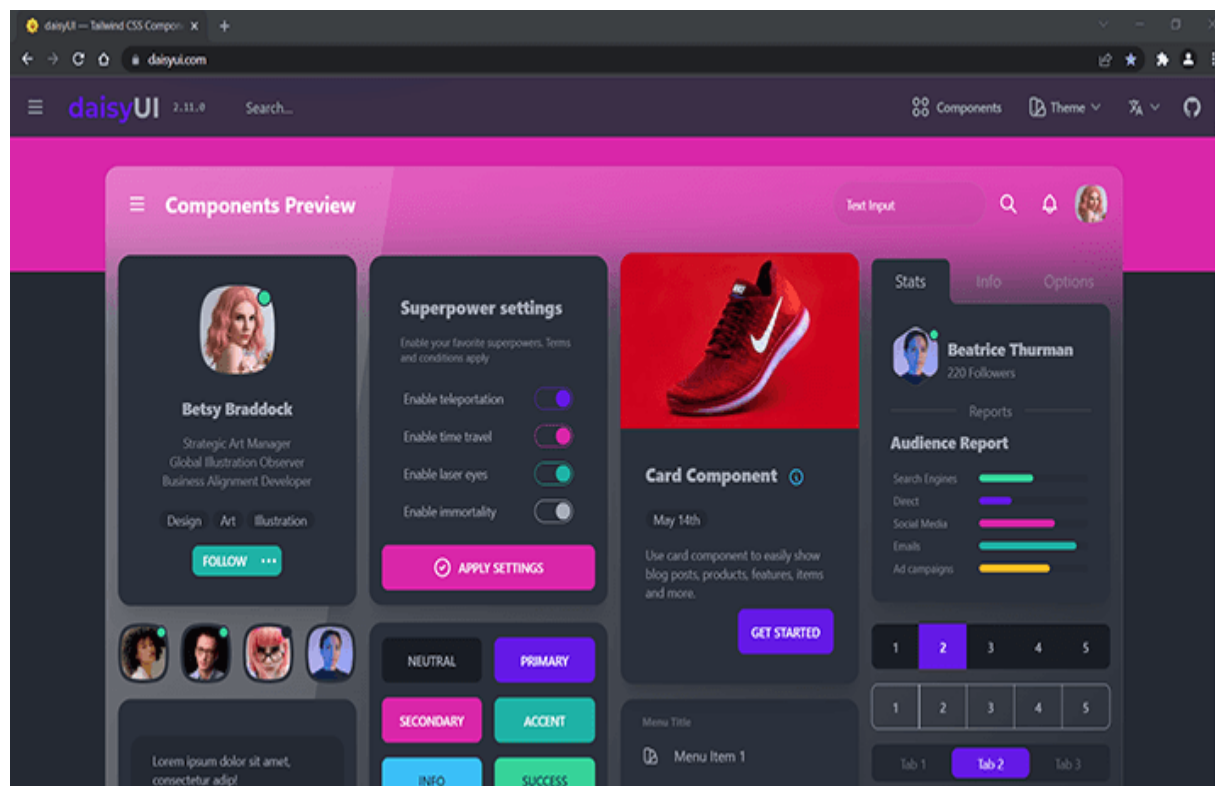 daisyUI — Tailwind CSS Compon
daisyui.com
daisyUI 2.11.0 Search... Components Theme
Components Preview Text Input
Betsy Braddock
Strategic Art Manager
Global Illustration Observer
Business Alignment Developer
Design Art Illustration
FOLLOW ...
Lorem ipsum dolor sit amet,
consectetur adip!
Superpower settings
Enable your favorite superpowers. Terms
and conditions apply
Enable teleportation
Enable time travel
Enable laser eyes
Enable immortality
APPLY SETTINGS
NEUTRAL PRIMARY
SECONDARY ACCENT
INFO SUCCESS
Card Component
May 14th
Use card component to easily show
blog posts, products, features, items
and more.
GET STARTED
Menu Title
Menu Item 1
Stats Info Options
Beatrice Thurman
220 Followers
Reports
Audience Report
Search Engines
Direct
Social Media
Emails
Ad campaigns
1 2 3 4 5
1 2 3 4 5
Tab 1 Tab 2 Tab 3